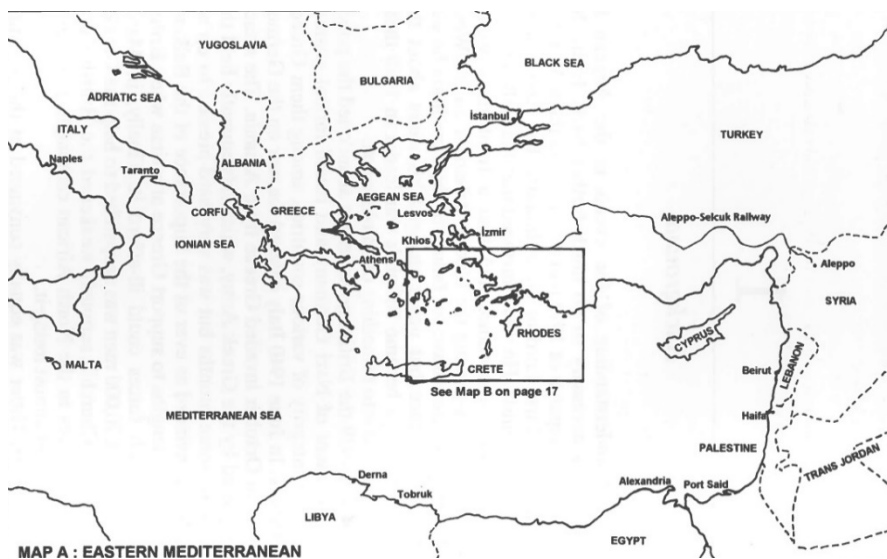 YUGOSLAVIA
BLACK SEA
BULGARIA
ADRIATIC SEA
İstanbul
ITALY
TURKEY
Naples
ALBANIA
Taranto
AEGEAN SEA
CORFU
GREECE
Lesvos
Aleppo-Selcuk Railway
IONIAN SEA
Khios
İzmir
Athens
Aleppo
SYRIA
RHODES
CYPRUS
MALTA
CRETE
Beirut
LEBANON
See Map B on page 17
MEDITERRANEAN SEA
Haifa
PALESTINE
Derna
Alexandria
Port Said
TRANS JORDAN
Tobruk
LIBYA
EGYPT
MAP A : EASTERN MEDITERRANEAN